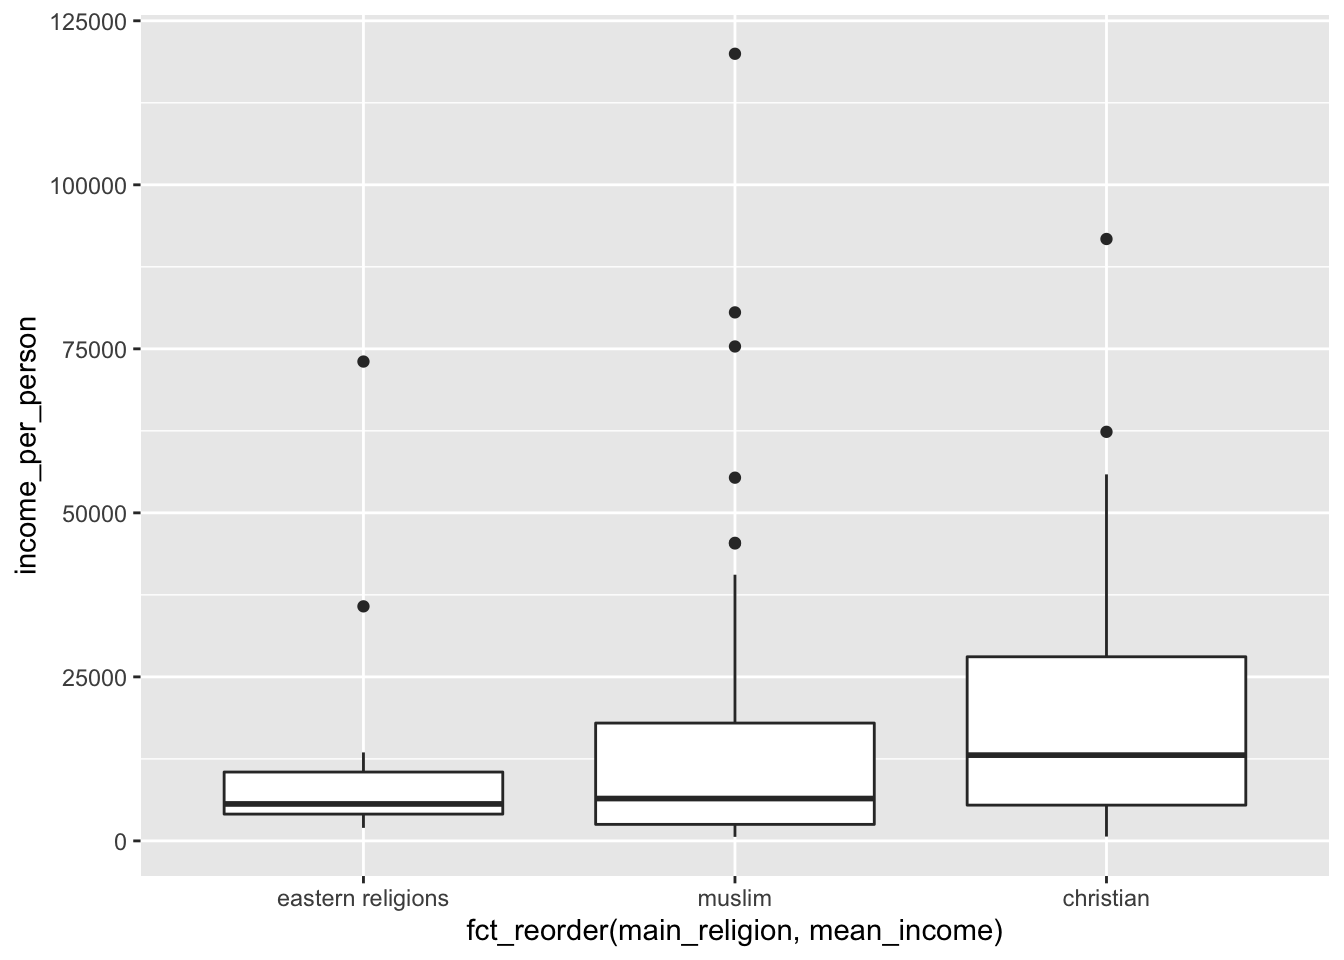 125000
100000
75000
50000
25000
0
income_per_person
eastern religions
muslim
christian
fct_reorder(main_religion, mean_income)